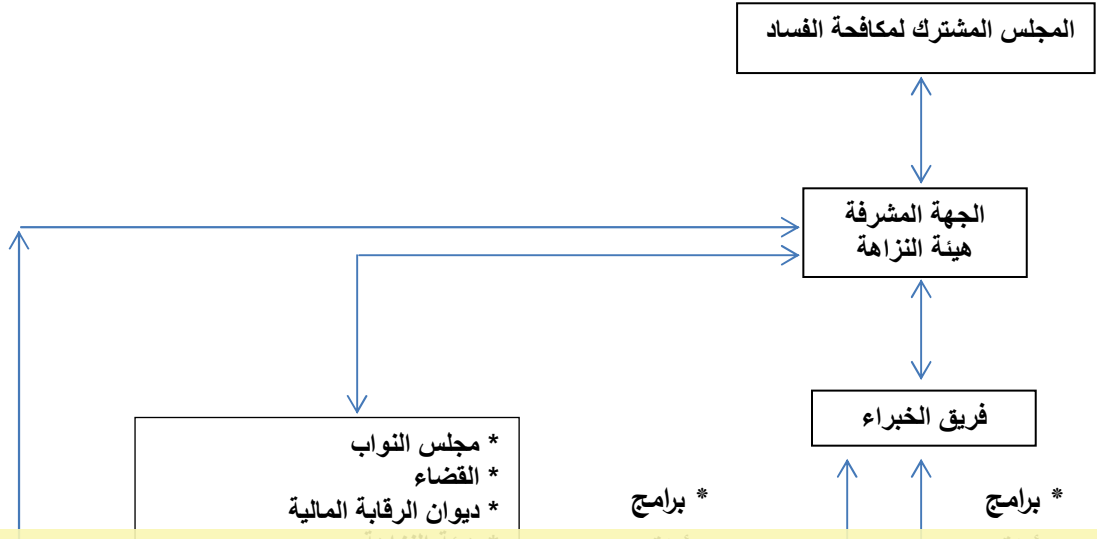 المجلس المشترك لمكافحة الفساد
الجهة المشرفة
هيئة النزاهة
فريق الخبراء
* برامج
* برامج
* مجلس النواب
* القضاء
* ديوان الرقابة المالية